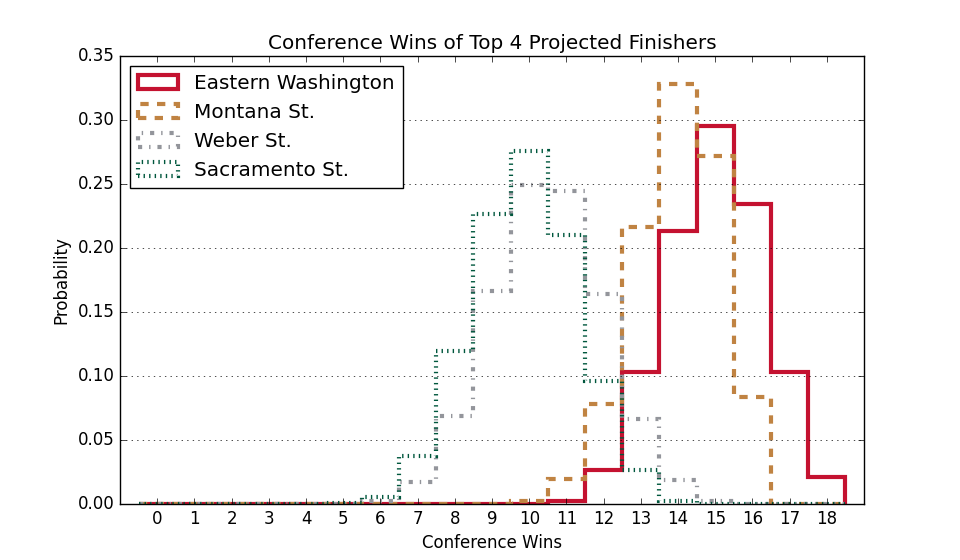 Conference Wins of Top 4 Projected Finishers
0.35
0.30
0.25
0.20
0.15
0.10
0.05
0.00
Probability
Eastern Washington
Montana St.
Weber St.
Sacramento St.
0 1 2 3 4 5 6 7 8 9 10 11 12 13 14 15 16 17 18
Conference Wins